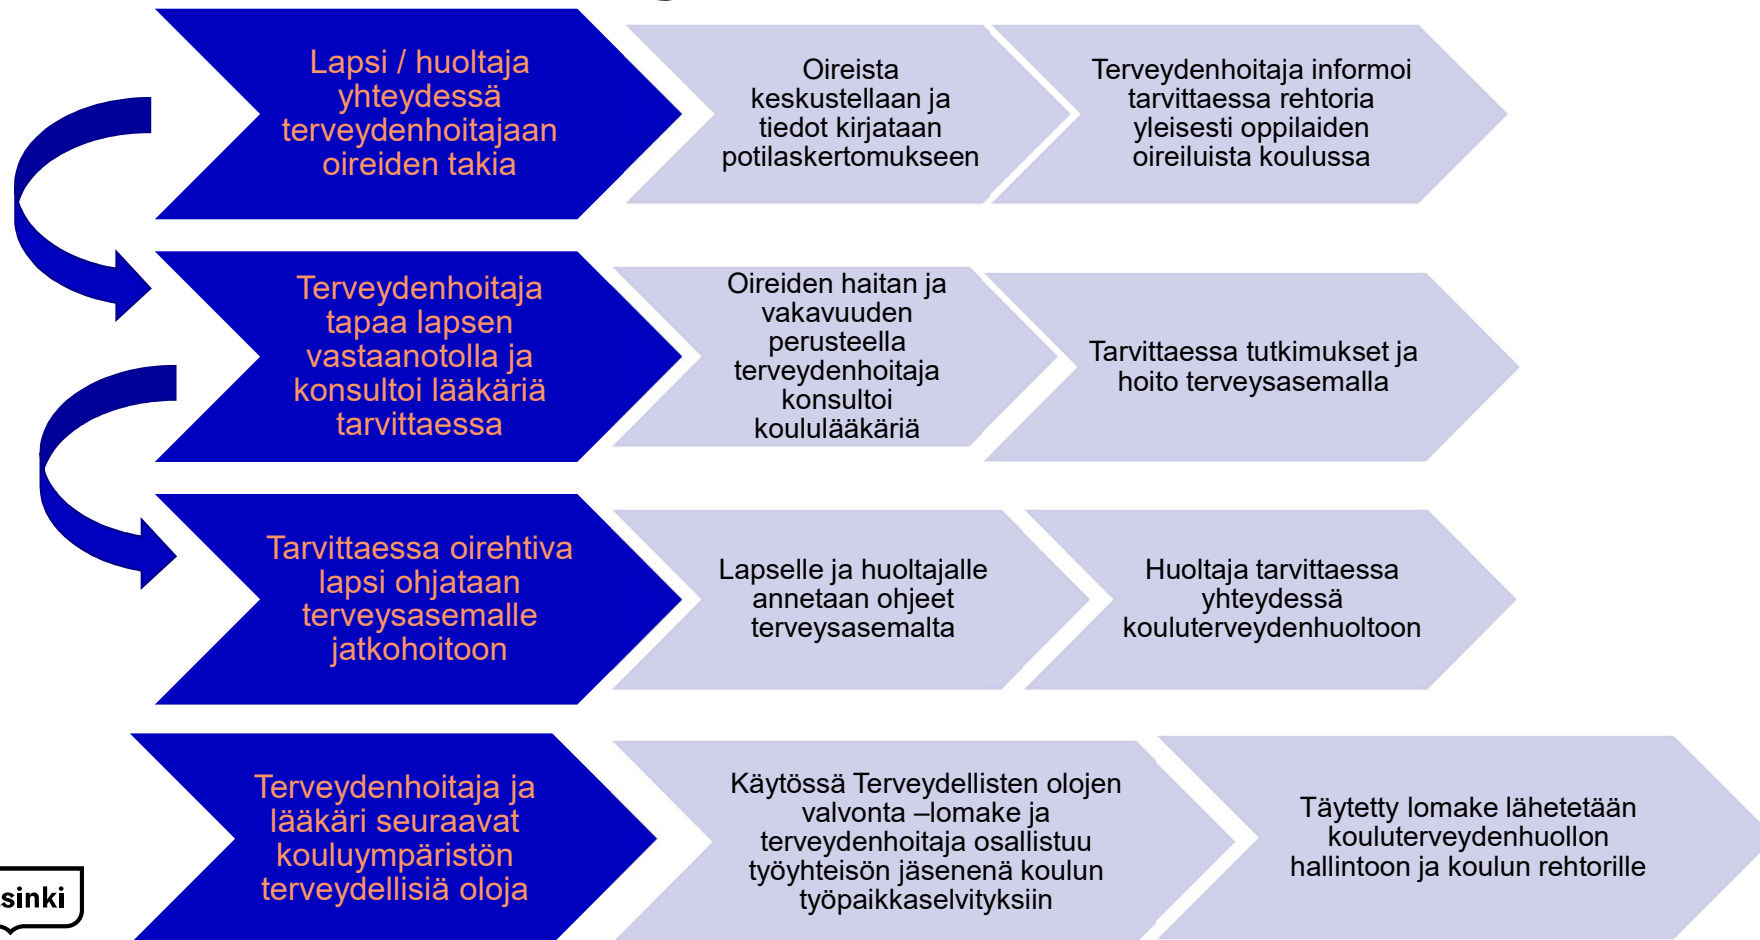 Lapsi / huoltaja
yhteydessä
terveydenhoitajaan
oireiden takia
Oireista
keskustellaan ja
tiedot kirjataan
potilaskertomukseen
Terveydenhoitaja informoi
tarvittaessa rehtoria
yleisesti oppilaiden
oireiluista koulussa
Terveydenhoitaja
tapaa lapsen
vastaanotolla ja
konsultoi lääkäriä
tarvittaessa
Oireiden haitan ja
vakavuuden
perusteella
terveydenhoitaja
konsultoi
koululääkäriä
Tarvittaessa tutkimukset ja
hoito terveysasemalla
Tarvittaessa oirehtiva
lapsi ohjataan
terveysasemalle
jatkohoitoon
Lapselle ja huoltajalle
annetaan ohjeet
terveysasemalta
Huoltaja tarvittaessa
yhteydessä
kouluterveydenhuoltoon
Terveydenhoitaja ja
lääkäri seuraavat
kouluympäristön
terveydellisiä oloja
Käytössä Terveydellisten olojen
valvonta –lomake ja
terveydenhoitaja osallistuu
työyhteisön jäsenenä koulun
työpaikkaselvityksiin
Täytetty lomake lähetetään
kouluterveydenhuollon
hallintoon ja koulun rehtorille
sinki